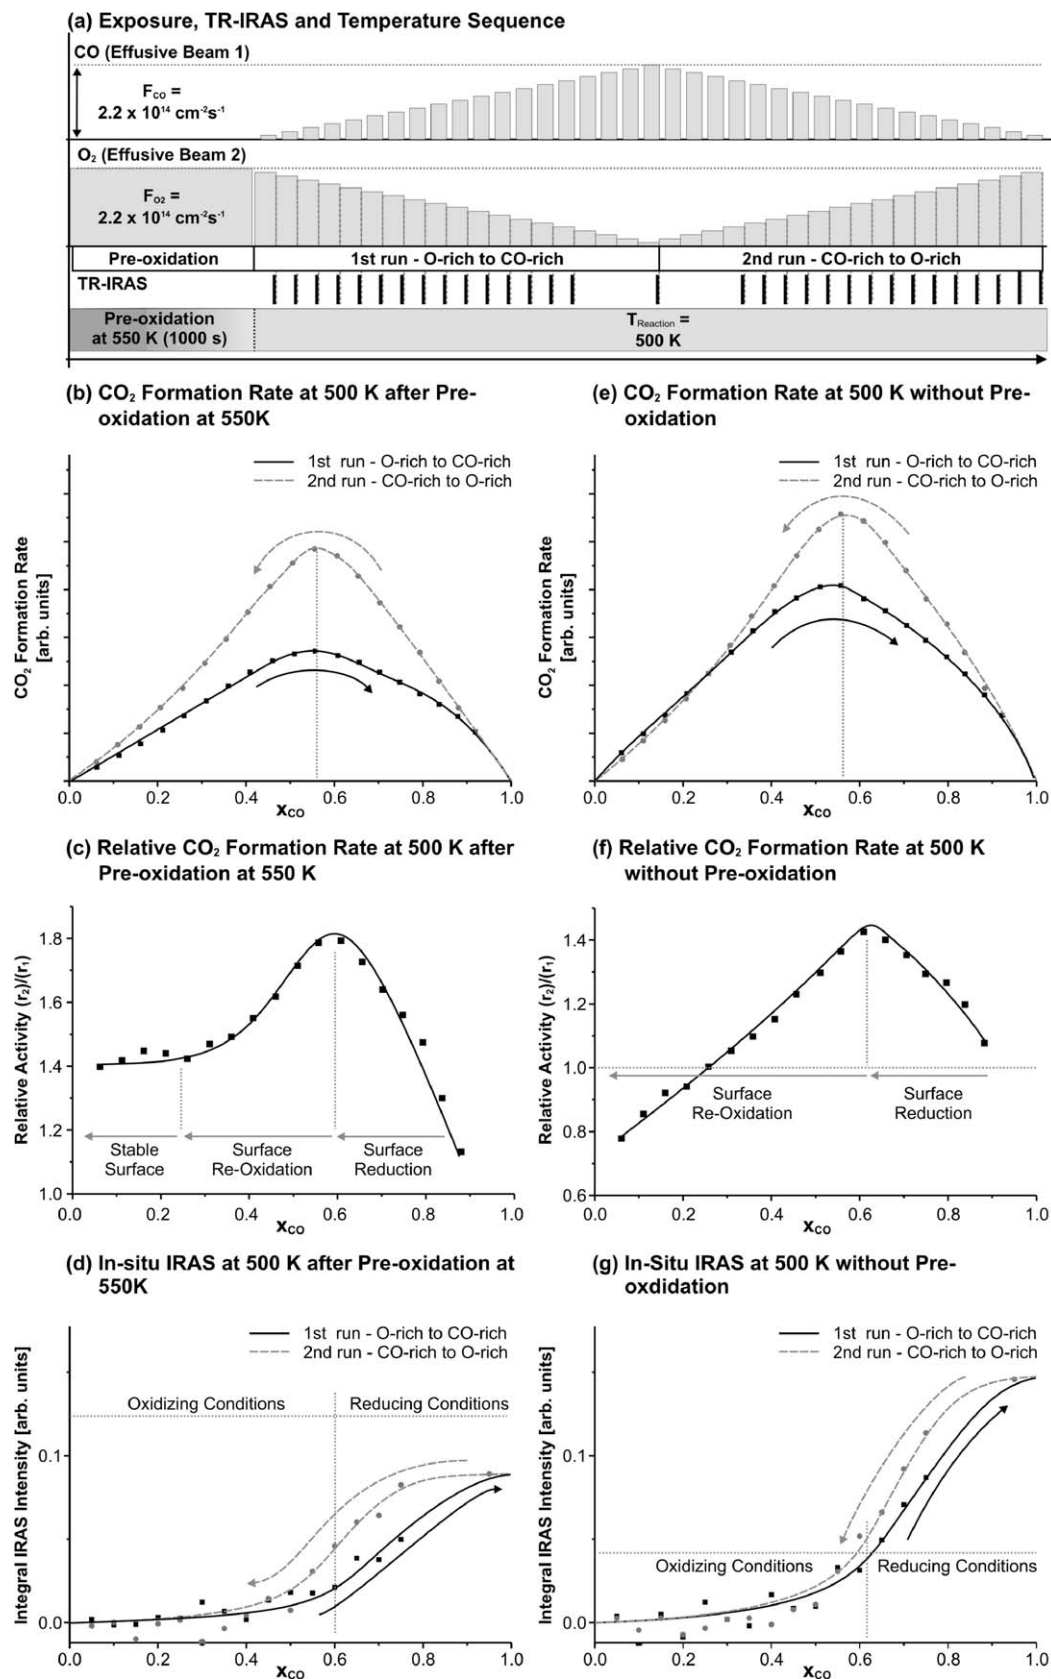 (a) Exposure, TR-IRAS and Temperature Sequence
CO (Effusive Beam 1)
F_CO =
2.2 x 10¹⁴ cm⁻²s⁻¹
O₂ (Effusive Beam 2)
F_O2 =
2.2 x 10¹⁴ cm⁻²s⁻¹
Pre-oxidation
1st run - O-rich to CO-rich
2nd run - CO-rich to O-rich
TR-IRAS
Pre-oxidation
at 550 K (1000 s)
T_Reaction =
500 K
(b) CO₂ Formation Rate at 500 K after Pre-
oxidation at 550K
1st run - O-rich to CO-rich
2nd run - CO-rich to O-rich
CO₂ Formation Rate
[arb. units]
0.0 0.2 0.4 0.6 0.8 1.0
x_CO
(e) CO₂ Formation Rate at 500 K without Pre-
oxidation
1st run - O-rich to CO-rich
2nd run - CO-rich to O-rich
CO₂ Formation Rate
[arb. units]
0.0 0.2 0.4 0.6 0.8 1.0
x_CO
(c) Relative CO₂ Formation Rate at 500 K after
Pre-oxidation at 550 K
Relative Activity (r₂)/(r₁)
1.8
1.6
1.4
1.2
1.0
Stable
Surface
Surface
Re-Oxidation
Surface
Reduction
0.0 0.2 0.4 0.6 0.8 1.0
x_CO
(f) Relative CO₂ Formation Rate at 500 K
without Pre-oxidation
Relative Activity (r₂)/(r₁)
1.4
1.2
1.0
0.8
0.6
Surface
Re-Oxidation
Surface
Reduction
0.0 0.2 0.4 0.6 0.8 1.0
x_CO
(d) In-situ IRAS at 500 K after Pre-oxidation at
550K
1st run - O-rich to CO-rich
2nd run - CO-rich to O-rich
Integral IRAS Intensity [arb. units]
Oxidizing Conditions
Reducing Conditions
0.1
0.0
0.0 0.2 0.4 0.6 0.8 1.0
x_CO
(g) In-Situ IRAS at 500 K without Pre-
oxdidation
1st run - O-rich to CO-rich
2nd run - CO-rich to O-rich
Integral IRAS Intensity [arb. units]
0.1
Oxidizing Conditions
Reducing Conditions
0.0
0.0 0.2 0.4 0.6 0.8 1.0
x_CO